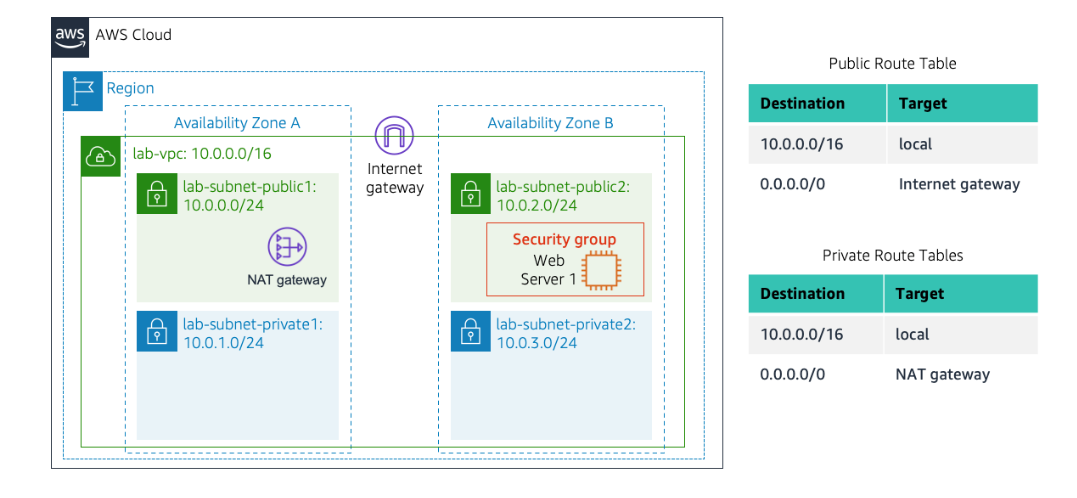 aws AWS Cloud
Region
Availability Zone A
Availability Zone B
lab-vpc: 10.0.0.0/16
Internet
gateway
lab-subnet-public1:
10.0.0.0/24
NAT gateway
lab-subnet-public2:
10.0.2.0/24
Security group
Web
Server 1
lab-subnet-private1:
10.0.1.0/24
lab-subnet-private2:
10.0.3.0/24
Public Route Table
Destination Target
10.0.0.0/16 local
0.0.0.0/0 Internet gateway
Private Route Tables
Destination Target
10.0.0.0/16 local
0.0.0.0/0 NAT gateway